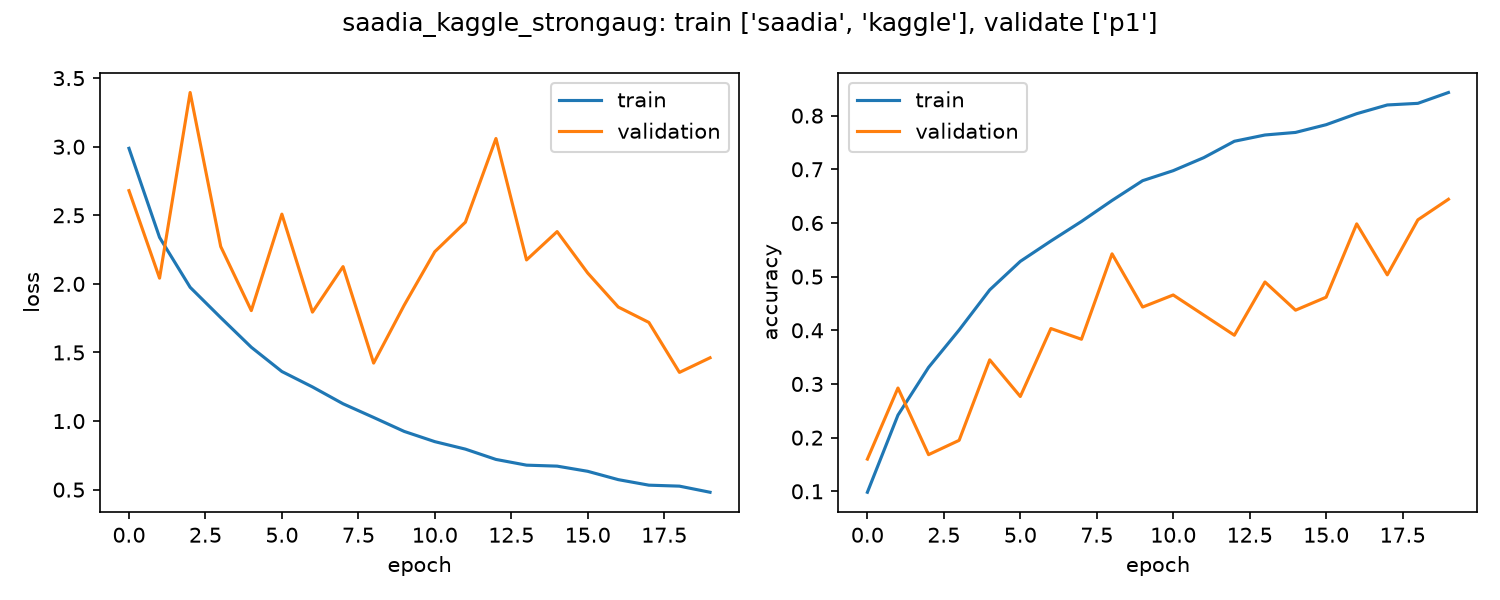 saadia_kaggle_strongaug: train ['saadia', 'kaggle'], validate ['p1']
3.5
3.0
2.5
2.0
1.5
1.0
0.5
loss
train
validation
0.0 2.5 5.0 7.5 10.0 12.5 15.0 17.5
epoch
0.8
0.7
0.6
0.5
0.4
0.3
0.2
0.1
accuracy
train
validation
0.0 2.5 5.0 7.5 10.0 12.5 15.0 17.5
epoch